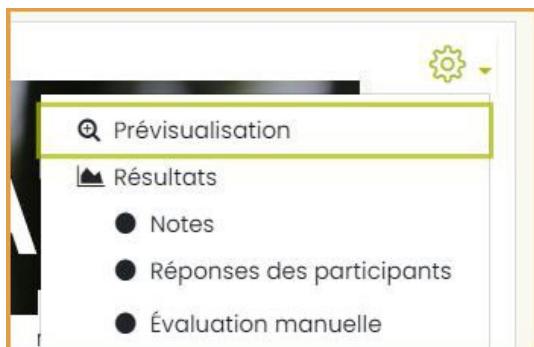 Prévisualisation
Résultats
Notes
Réponses des participants
Évaluation manuelle